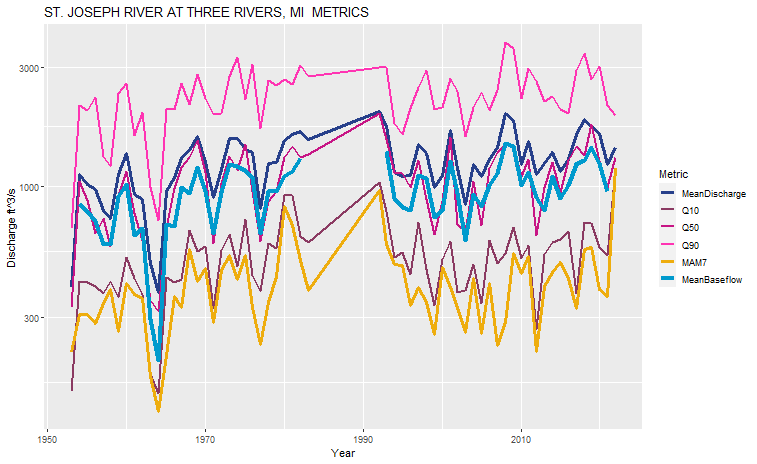 ST. JOSEPH RIVER AT THREE RIVERS, MI  METRICS
Discharge ft^3/s
3000
1000
300
1950
1970
1990
2010
Year
Metric
MeanDischarge
Q10
Q50
Q90
MAM7
MeanBaseflow